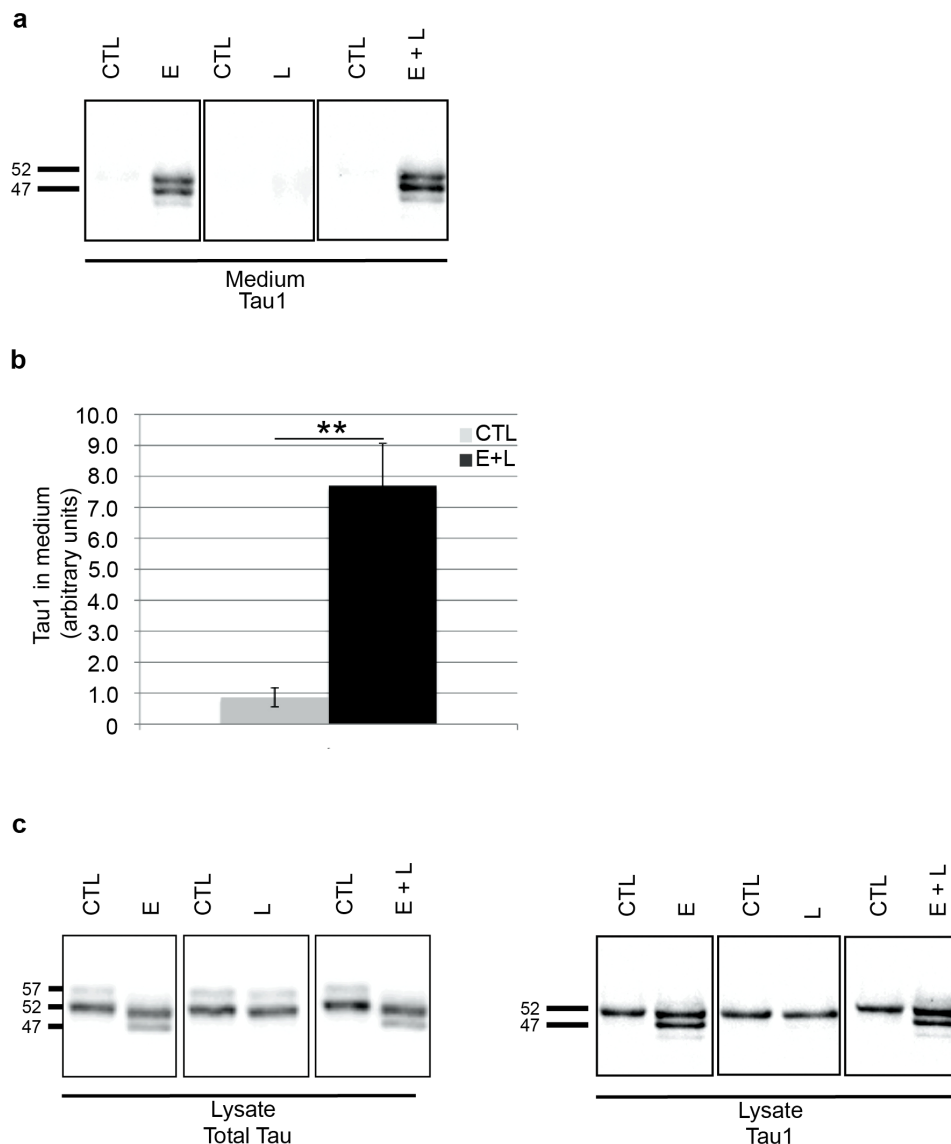 a
CTL E CTL L CTL E + L
52
47
Medium
Tau1
b
10.0
9.0
8.0
7.0
6.0
5.0
4.0
3.0
2.0
1.0
0
Tau1 in medium
(arbitrary units)
**
CTL
E+L
c
CTL E CTL L CTL E + L
57
52
47
Lysate
Total Tau
CTL E CTL L CTL E + L
52
47
Lysate
Tau1